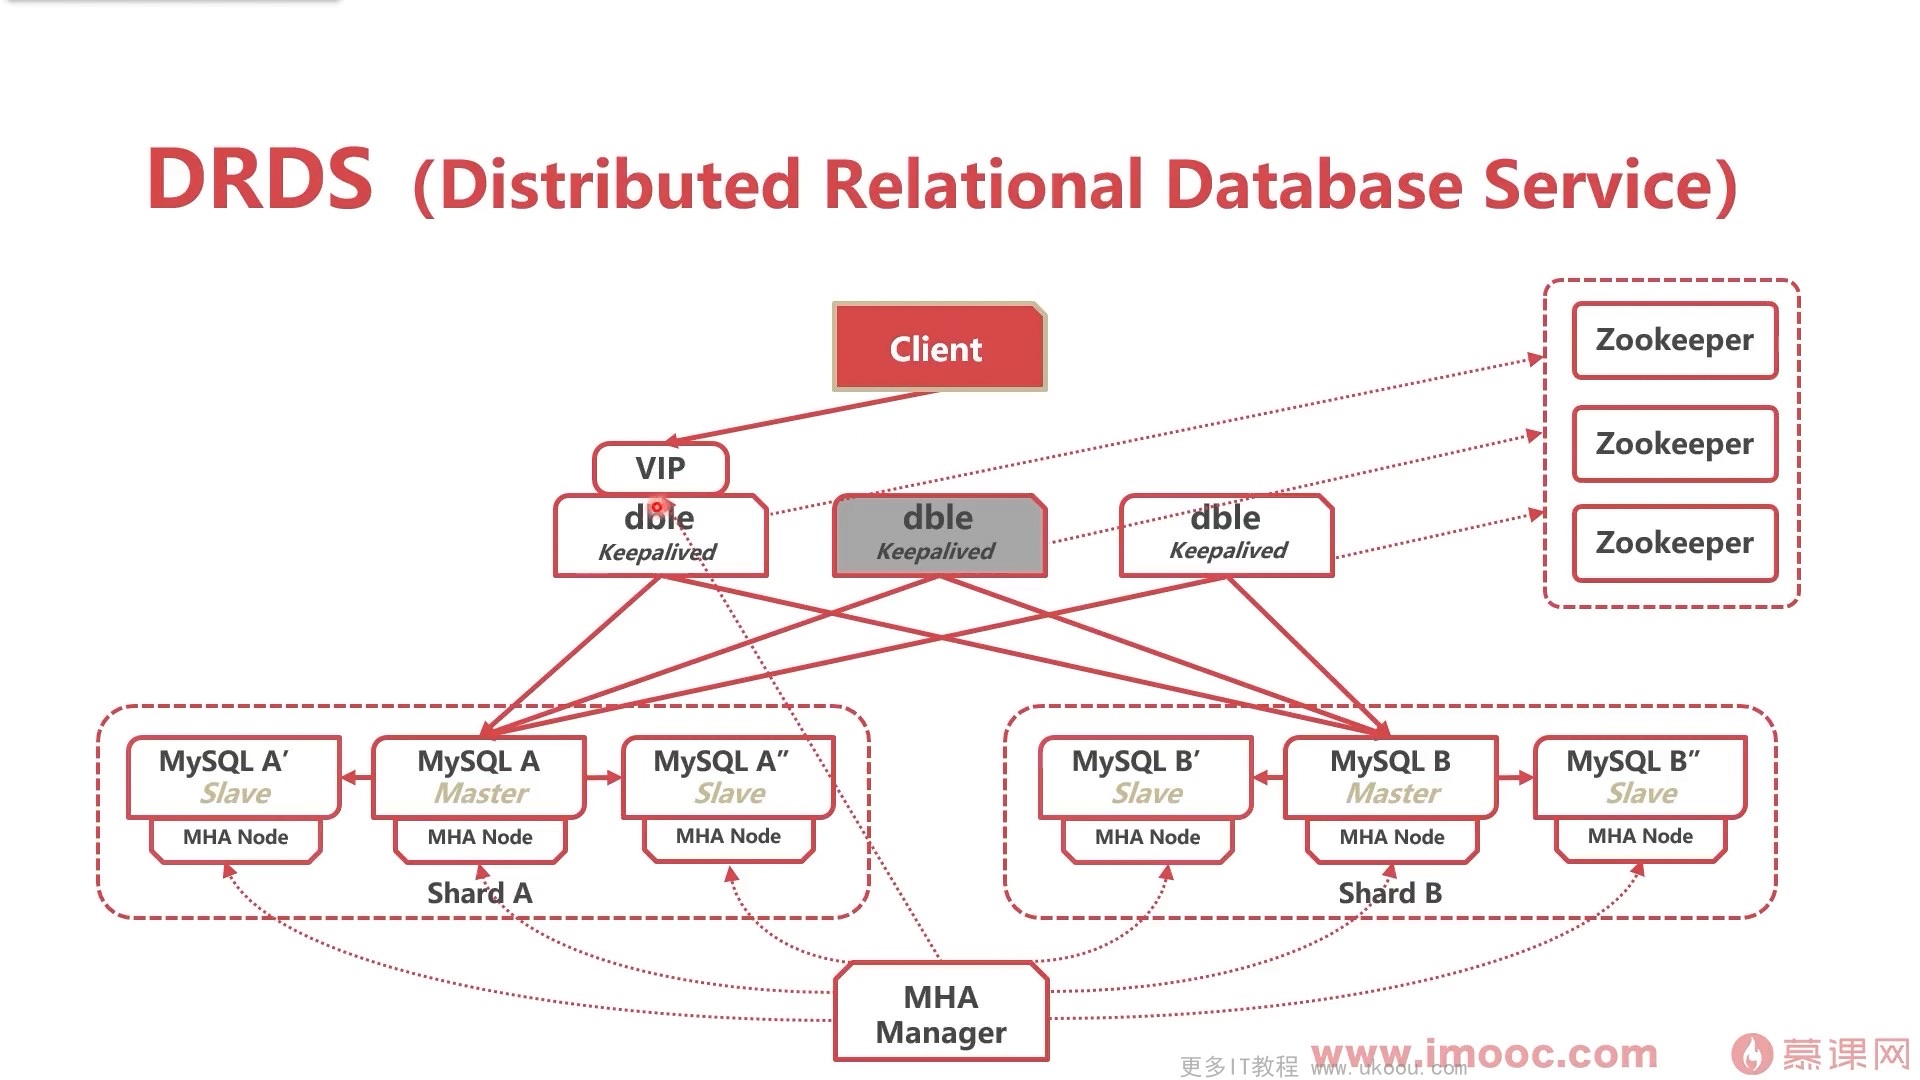 DRDS（Distributed Relational Database Service）
Client
Zookeeper
Zookeeper
Zookeeper
VIP
dble
Keepalived
dble
Keepalived
dble
Keepalived
MySQL A’
Slave
MHA Node
MySQL A
Master
MHA Node
MySQL A”
Slave
MHA Node
Shard A
MySQL B’
Slave
MHA Node
MySQL B
Master
MHA Node
MySQL B”
Slave
MHA Node
Shard B
MHA
Manager
www.imooc.com
慕课网
更多IT教程 www.ukoou.com